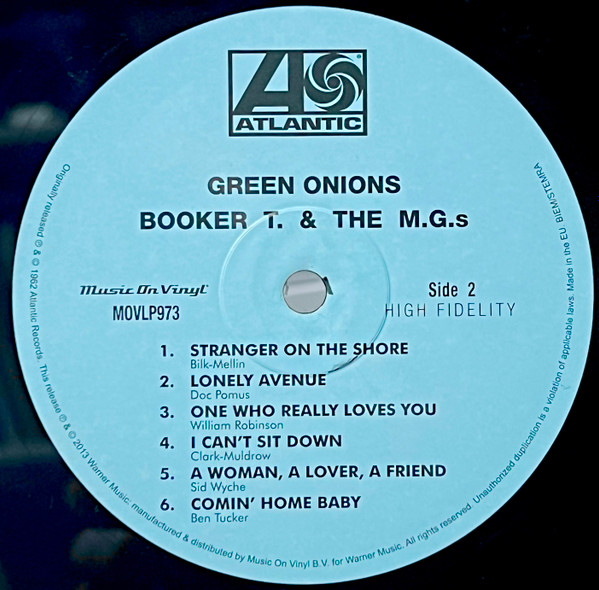 ATLANTIC
GREEN ONIONS
BOOKER T. & THE M.G.s
Music On Vinyl
MOVLP973
Side 2
HIGH FIDELITY
1. STRANGER ON THE SHORE
Bilk-Mellin
2. LONELY AVENUE
Doc Pomus
3. ONE WHO REALLY LOVES YOU
William Robinson
4. I CAN'T SIT DOWN
Clark-Muldrow
5. A WOMAN, A LOVER, A FRIEND
Sid Wyche
6. COMIN' HOME BABY
Ben Tucker
Originally released ℗ & © 1962 Atlantic Records. This release ℗ & © 2013 Warner Music. manufactured & distributed by Music On Vinyl B.V. for Warner Music. All rights reserved. Unauthorized duplication is a violation of applicable laws. Made in the EU. BIEM/STEMRA